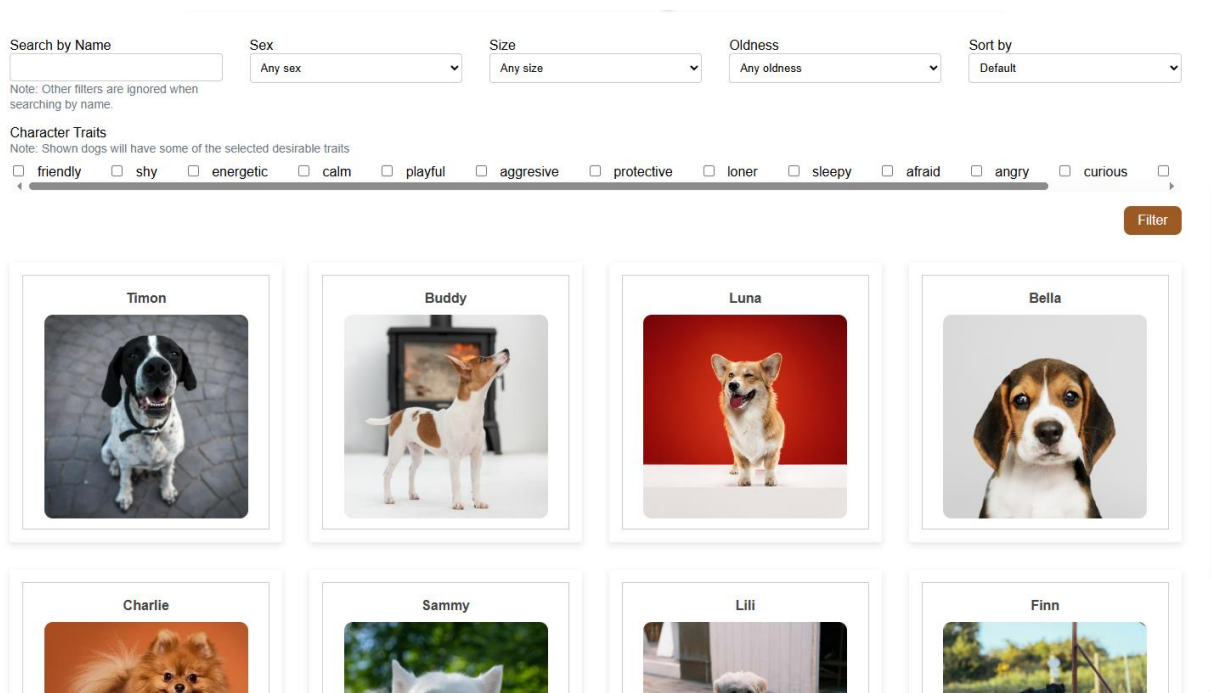 Search by Name Sex Size Oldness Sort by
Any sex Any size Any oldness Default
Note: Other filters are ignored when
searching by name.
Character Traits
Note: Shown dogs will have some of the selected desirable traits
friendly shy energetic calm playful aggresive protective loner sleepy afraid angry curious
Filter
Timon Buddy Luna Bella
Charlie Sammy Lili Finn